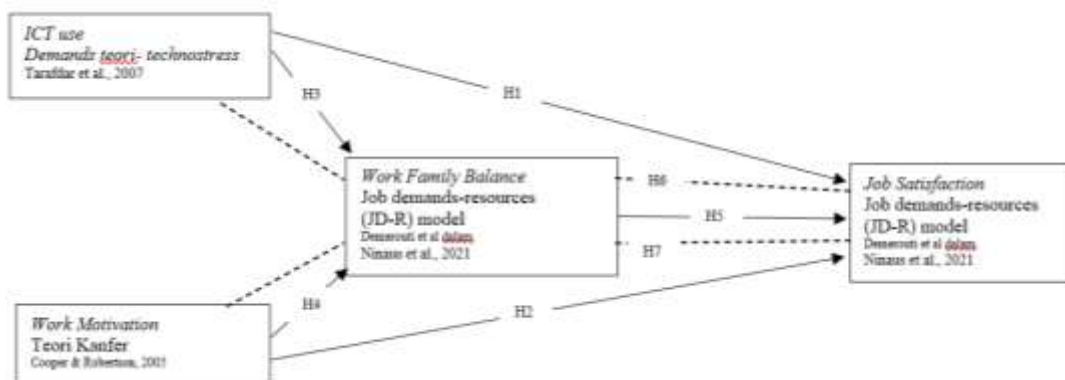 ICT use
Demands teori- technostress
Tarafdar et al., 2007
H3
H1
Work Family Balance
Job demands-resources
(JD-R) model
Demerouti et al dalam
Ninaus et al., 2021
H6
H5
H7
Job Satisfaction
Job demands-resources
(JD-R) model
Demerouti et al dalam
Ninaus et al., 2021
H4
H2
Work Motivation
Teori Kanfer
Cooper & Robertson, 2005